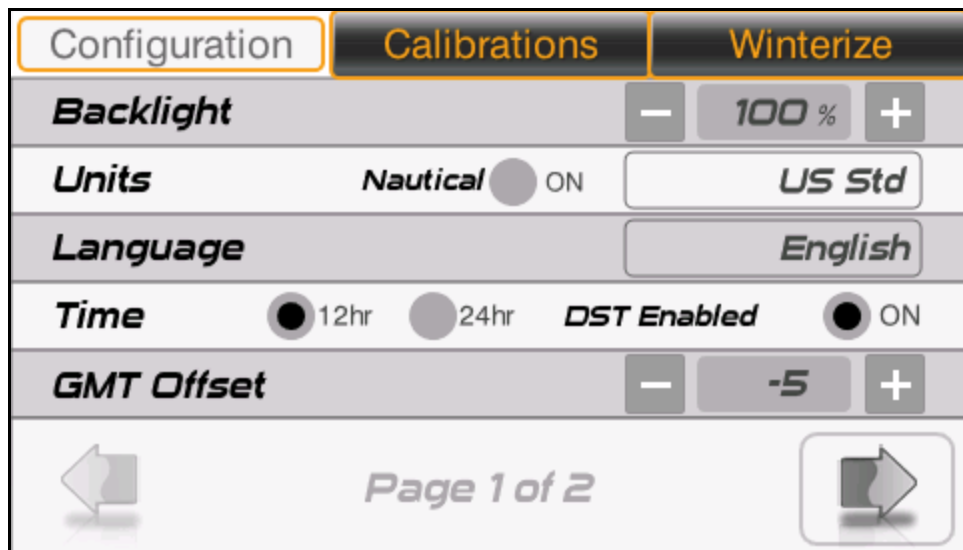 Configuration Calibrations Winterize
Backlight − 100 % +
Units Nautical ON US Std
Language English
Time 12hr 24hr DST Enabled ON
GMT Offset − -5 +
Page 1 of 2